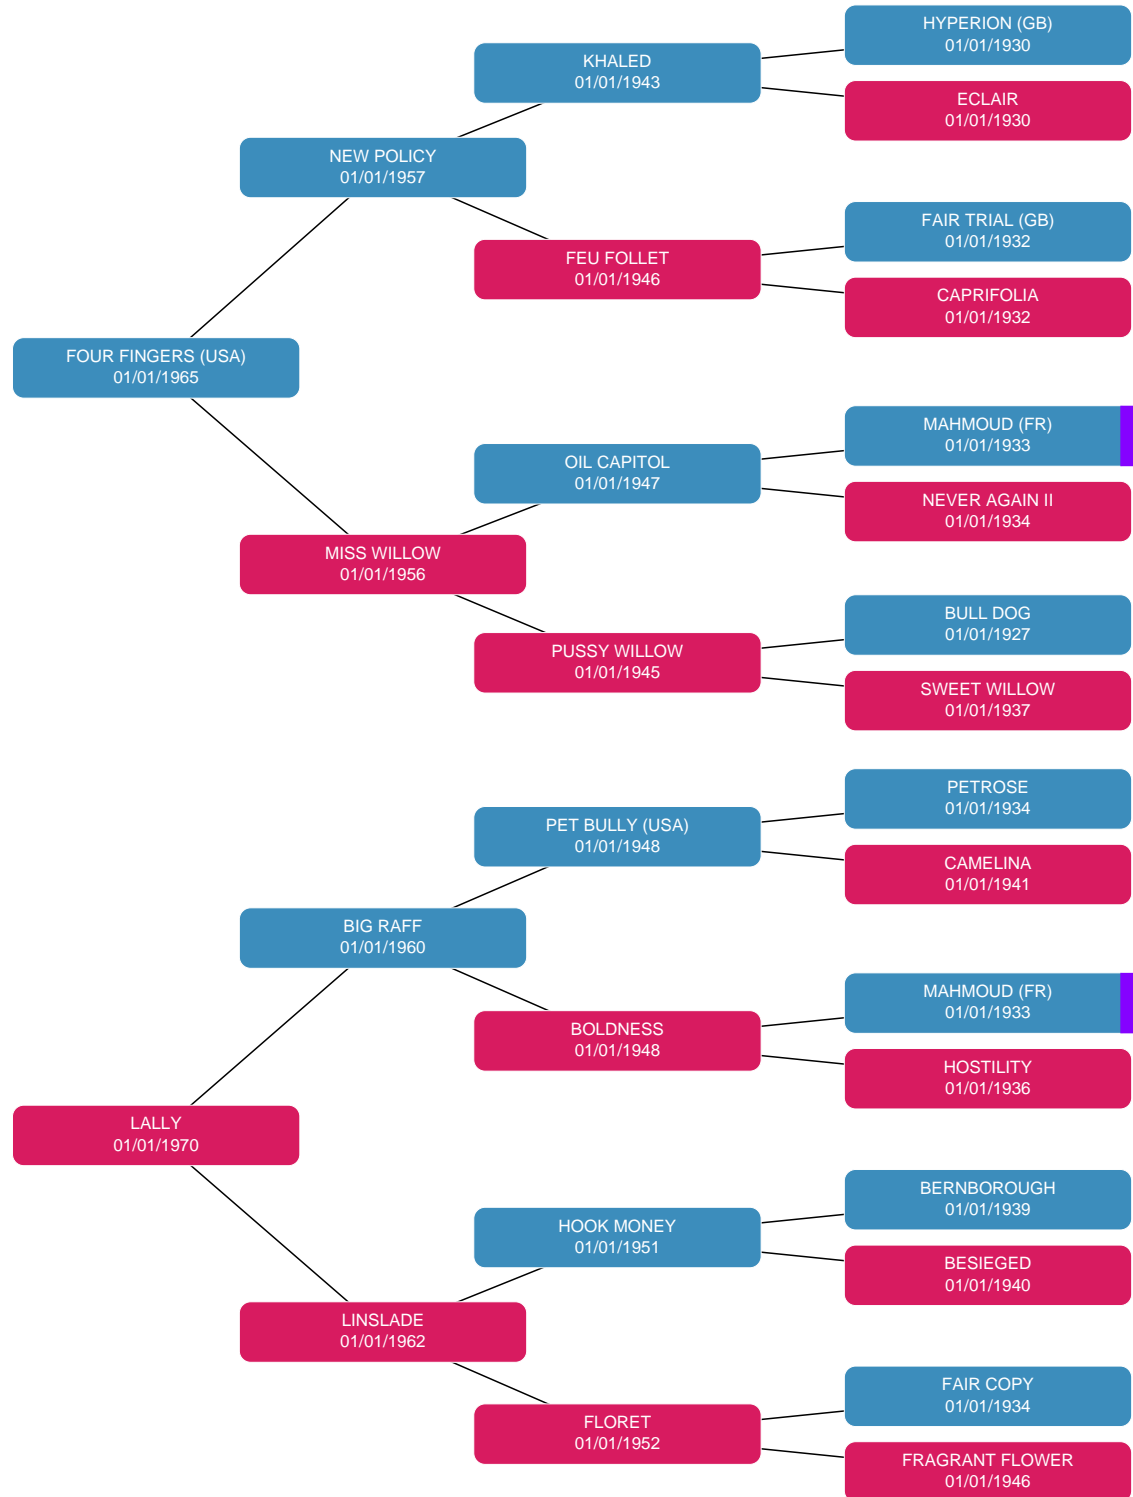 HYPERION (GB)
01/01/1930
KHALED
01/01/1943
ECLAIR
01/01/1930
NEW POLICY
01/01/1957
FAIR TRIAL (GB)
01/01/1932
FEU FOLLET
01/01/1946
CAPRIFOLIA
01/01/1932
FOUR FINGERS (USA)
01/01/1965
MAHMOUD (FR)
01/01/1933
OIL CAPITOL
01/01/1947
NEVER AGAIN II
01/01/1934
MISS WILLOW
01/01/1956
BULL DOG
01/01/1927
PUSSY WILLOW
01/01/1945
SWEET WILLOW
01/01/1937
PETROSE
01/01/1934
PET BULLY (USA)
01/01/1948
CAMELINA
01/01/1941
BIG RAFF
01/01/1960
MAHMOUD (FR)
01/01/1933
BOLDNESS
01/01/1948
HOSTILITY
01/01/1936
LALLY
01/01/1970
BERNBOROUGH
01/01/1939
HOOK MONEY
01/01/1951
BESIEGED
01/01/1940
LINSLADE
01/01/1962
FAIR COPY
01/01/1934
FLORET
01/01/1952
FRAGRANT FLOWER
01/01/1946